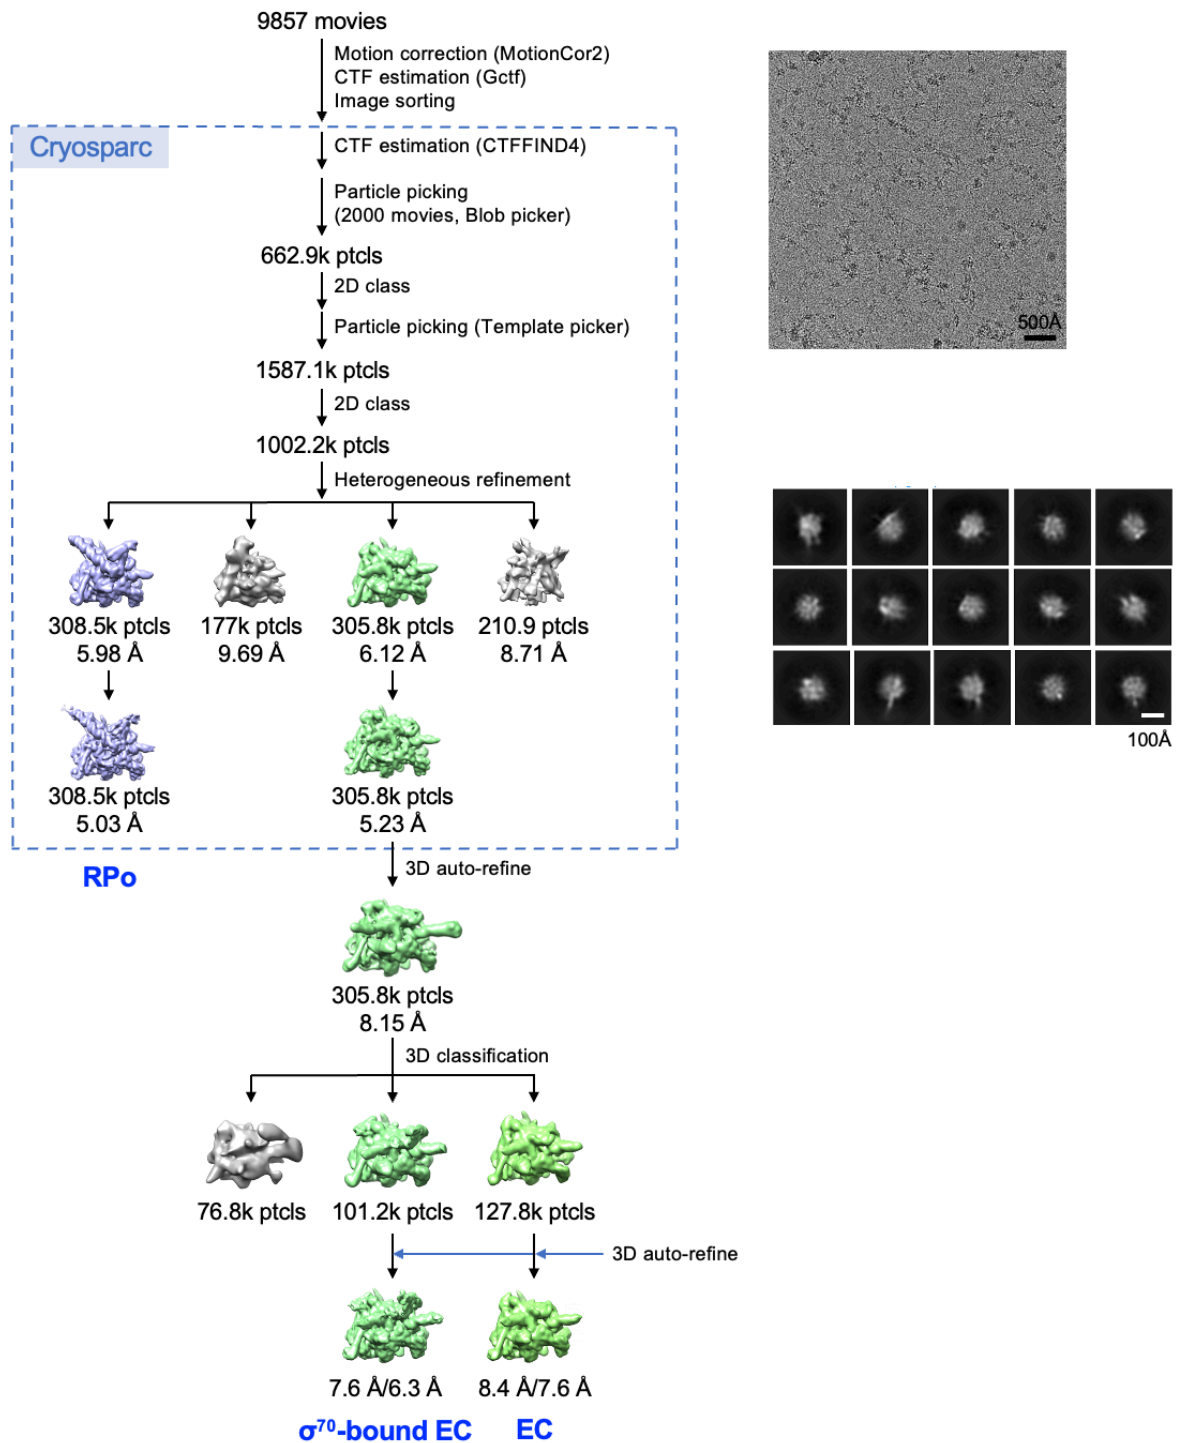 9857 movies
Motion correction (MotionCor2)
CTF estimation (Gctf)
Image sorting
Cryosparc
CTF estimation (CTFFIND4)
Particle picking
(2000 movies, Blob picker)
662.9k ptcls
2D class
Particle picking (Template picker)
1587.1k ptcls
2D class
1002.2k ptcls
Heterogeneous refinement
308.5k ptcls 177k ptcls 305.8k ptcls 210.9 ptcls
5.98 Å 9.69 Å 6.12 Å 8.71 Å
308.5k ptcls 305.8k ptcls
5.03 Å 5.23 Å
RPo
3D auto-refine
305.8k ptcls
8.15 Å
3D classification
76.8k ptcls 101.2k ptcls 127.8k ptcls
3D auto-refine
7.6 Å/6.3 Å 8.4 Å/7.6 Å
σ⁷⁰-bound EC EC
500Å
100Å